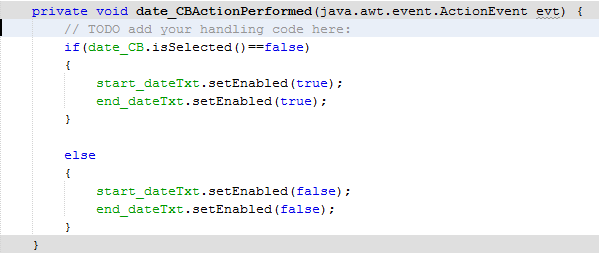 private void date_CBActionPerformed(java.awt.event.ActionEvent evt) {
// TODO add your handling code here:
if(date_CB.isSelected()==false)
{
start_dateTxt.setEnabled(true);
end_dateTxt.setEnabled(true);
}
else
{
start_dateTxt.setEnabled(false);
end_dateTxt.setEnabled(false);
}
}